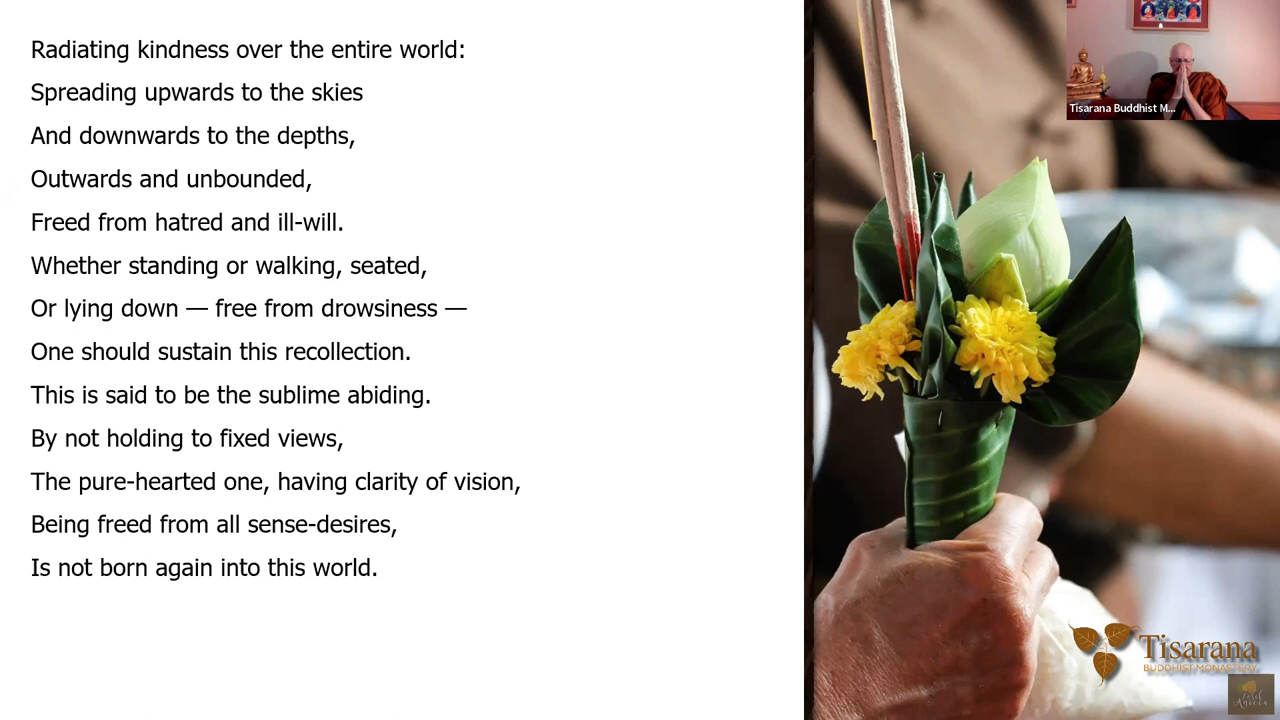 Radiating kindness over the entire world:
Spreading upwards to the skies
And downwards to the depths,
Outwards and unbounded,
Freed from hatred and ill-will.
Whether standing or walking, seated,
Or lying down — free from drowsiness —
One should sustain this recollection.
This is said to be the sublime abiding.
By not holding to fixed views,
The pure-hearted one, having clarity of vision,
Being freed from all sense-desires,
Is not born again into this world.
Tisarana Buddhist M...
Tisarana
BUDDHIST MONASTERY